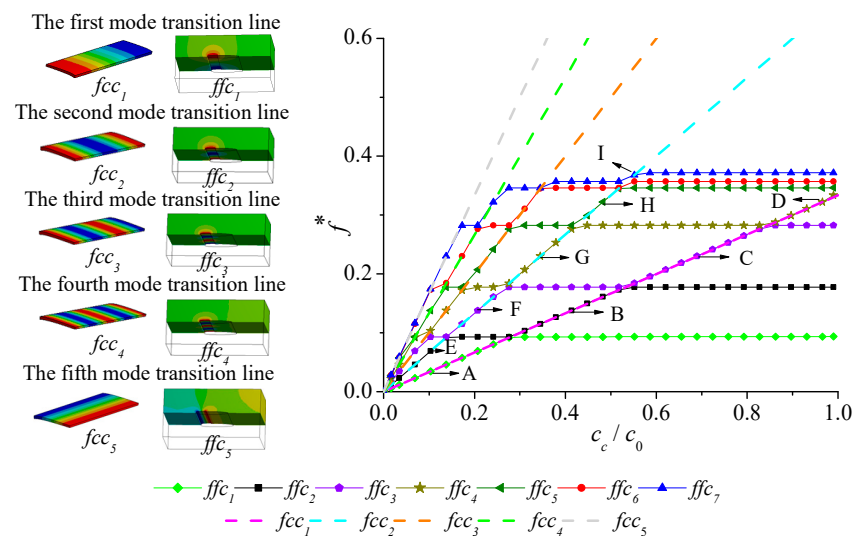 The first mode transition line
fcc1
ffc1
The second mode transition line
fcc2
ffc2
The third mode transition line
fcc3
ffc3
The fourth mode transition line
fcc4
ffc4
The fifth mode transition line
fcc5
ffc5
f*
0.6
0.4
0.2
0.0
0.0 0.2 0.4 0.6 0.8 1.0
cc / c0
A
B
C
D
E
F
G
H
I
ffc1 ffc2 ffc3 ffc4 ffc5 ffc6 ffc7
fcc1 fcc2 fcc3 fcc4 fcc5